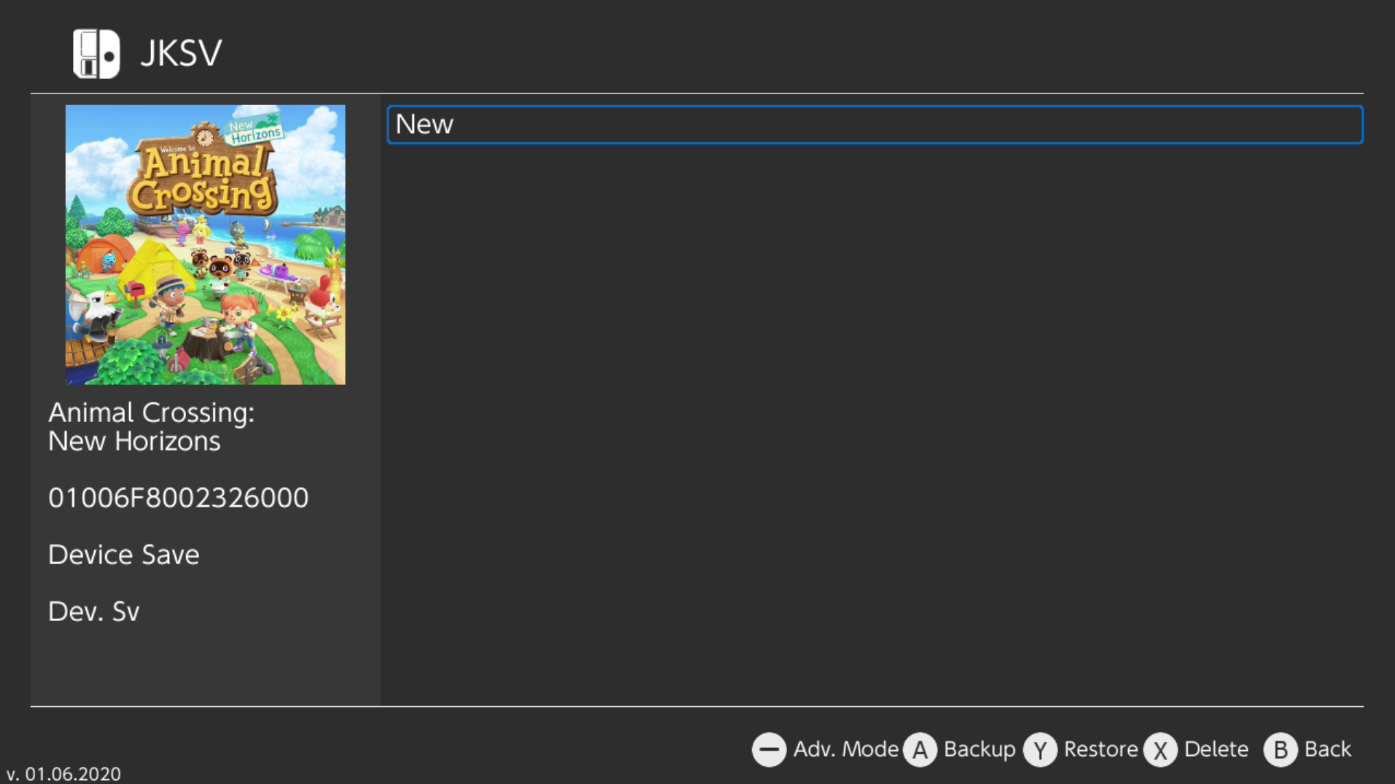 JKSV
New
Welcome to
Animal
Crossing
New
Horizons
Animal Crossing:
New Horizons
01006F8002326000
Device Save
Dev. Sv
- Adv. Mode A Backup Y Restore X Delete B Back
v. 01.06.2020